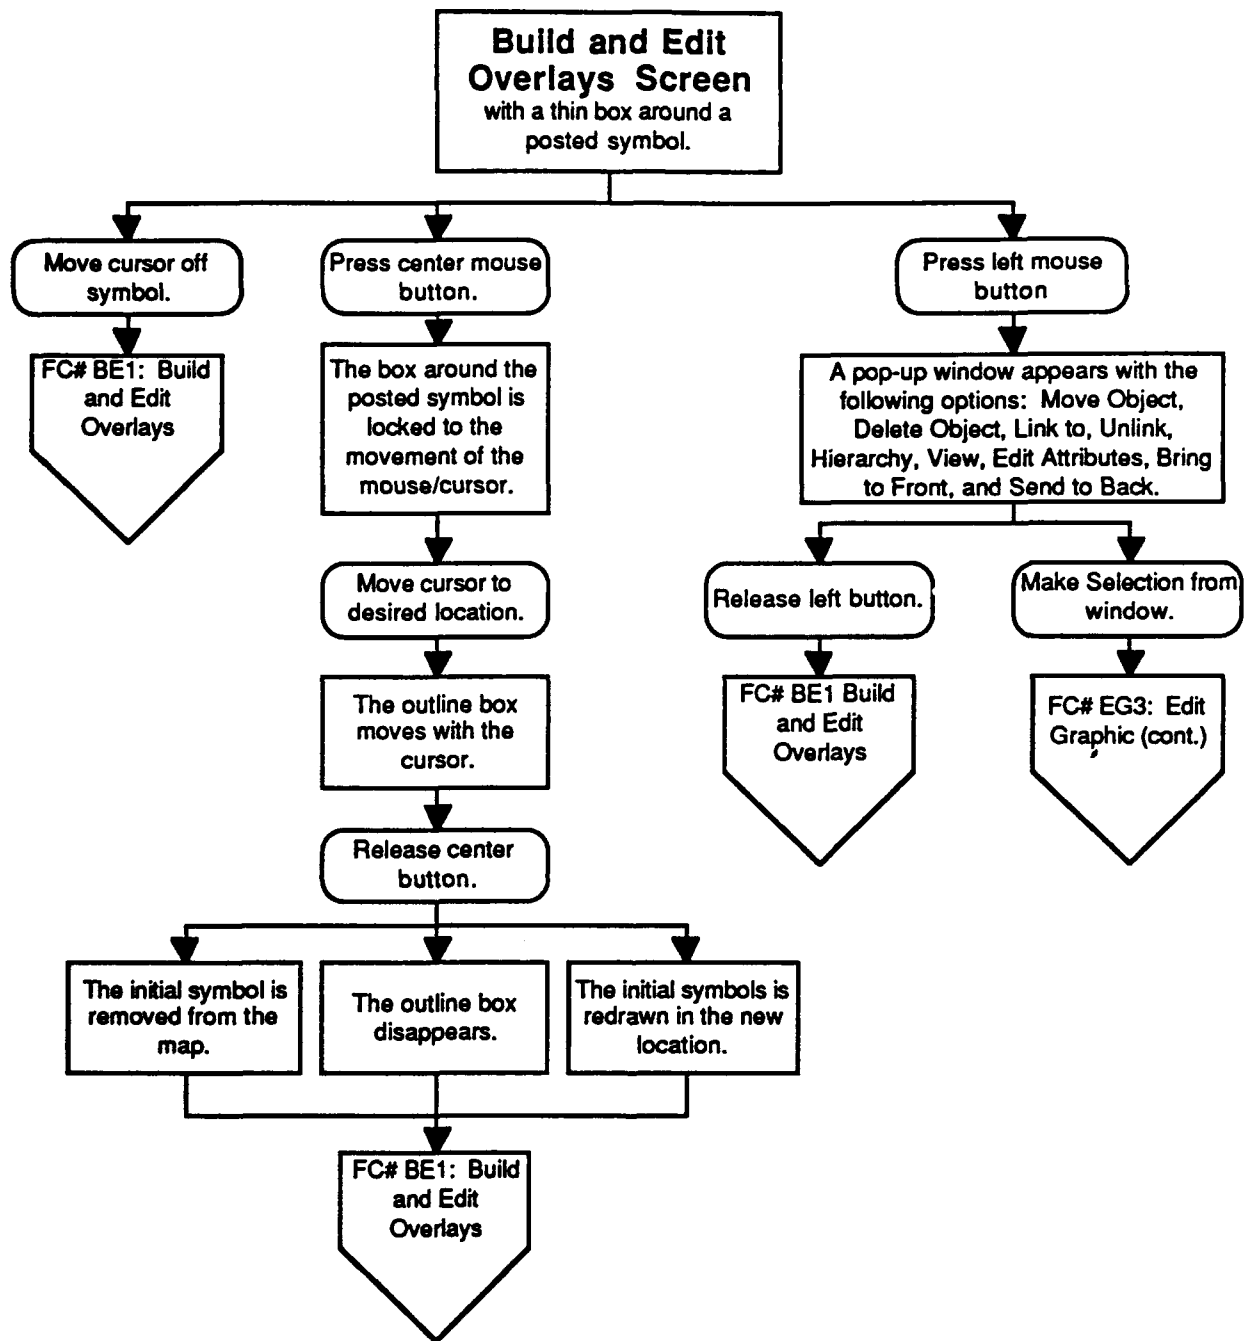 Build and Edit
Overlays Screen
with a thin box around a
posted symbol.
Move cursor off
symbol.
FC# BE1: Build
and Edit
Overlays
Press center mouse
button.
The box around the
posted symbol is
locked to the
movement of the
mouse/cursor.
Move cursor to
desired location.
The outline box
moves with the
cursor.
Release center
button.
The initial symbol is
removed from the
map.
The outline box
disappears.
The initial symbols is
redrawn in the new
location.
FC# BE1: Build
and Edit
Overlays
Press left mouse
button
A pop-up window appears with the
following options: Move Object,
Delete Object, Link to, Unlink,
Hierarchy, View, Edit Attributes, Bring
to Front, and Send to Back.
Release left button.
FC# BE1 Build
and Edit
Overlays
Make Selection from
window.
FC# EG3: Edit
Graphic (cont.)